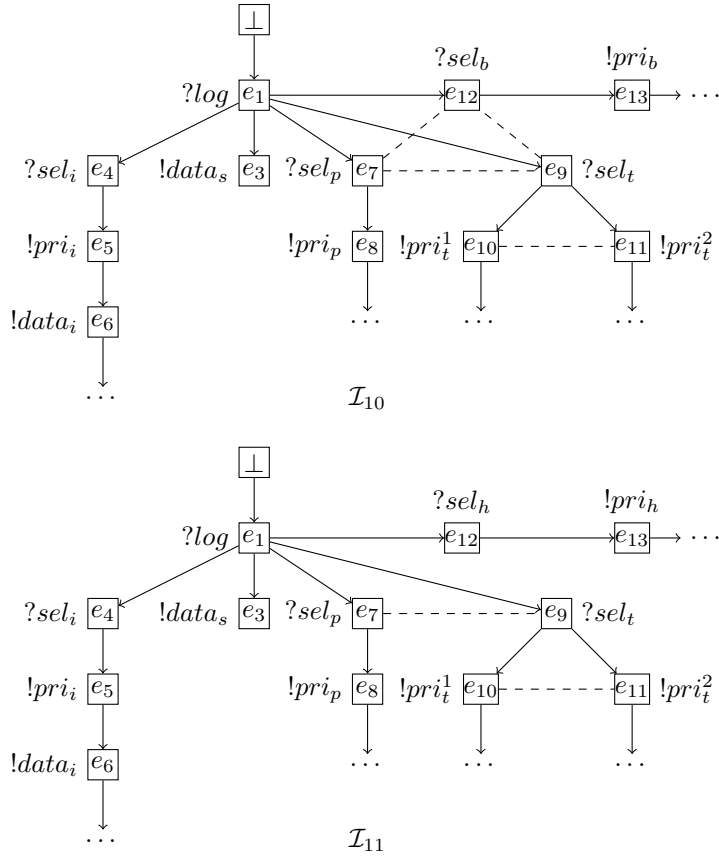 ⊥
?sel_b !pri_b
?log e_1 e_12 e_13 ⋯
?sel_i e_4 !data_s e_3 ?sel_p e_7 e_9 ?sel_t
!pri_i e_5 !pri_p e_8 !pri_t^1 e_10 e_11 !pri_t^2
!data_i e_6 ⋯ ⋯ ⋯
⋯ I_10
⊥
?sel_h !pri_h
?log e_1 e_12 e_13 ⋯
?sel_i e_4 !data_s e_3 ?sel_p e_7 e_9 ?sel_t
!pri_i e_5 !pri_p e_8 !pri_t^1 e_10 e_11 !pri_t^2
!data_i e_6 ⋯ ⋯ ⋯
⋯ I_11